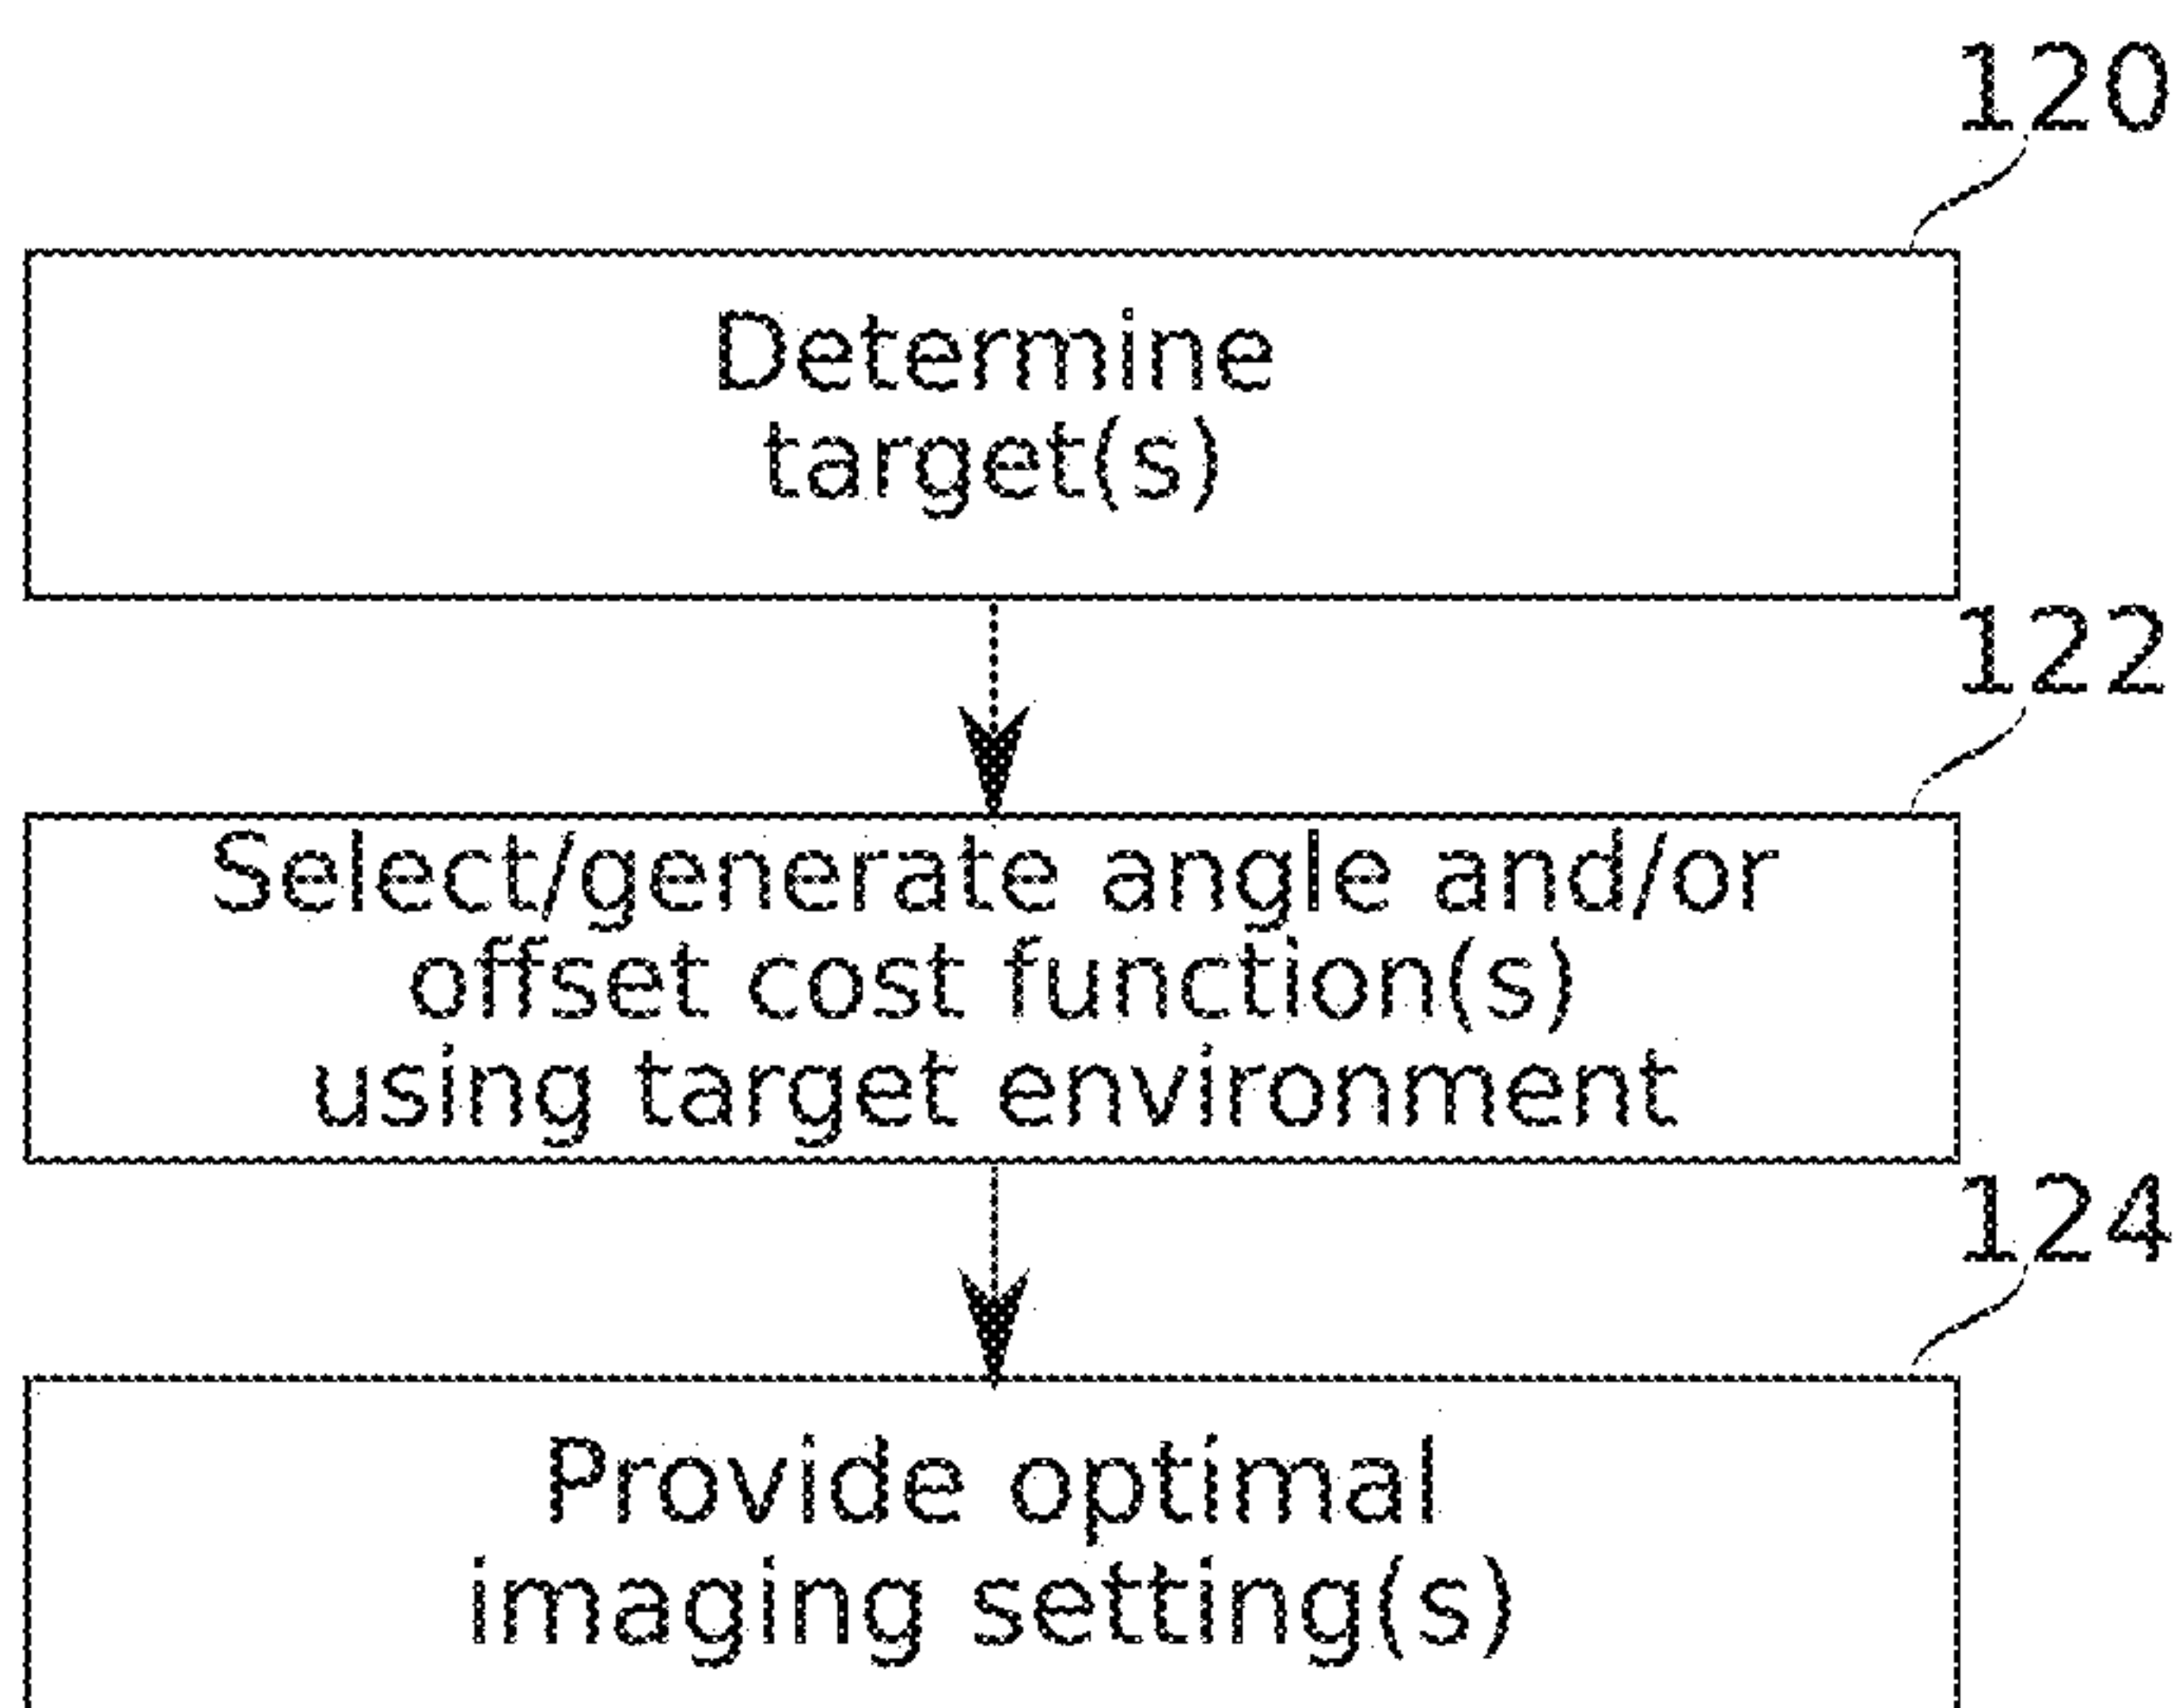 120
Determine
target(s)
122
Select/generate angle and/or
offset cost function(s)
using target environment
124
Provide optimal
imaging setting(s)